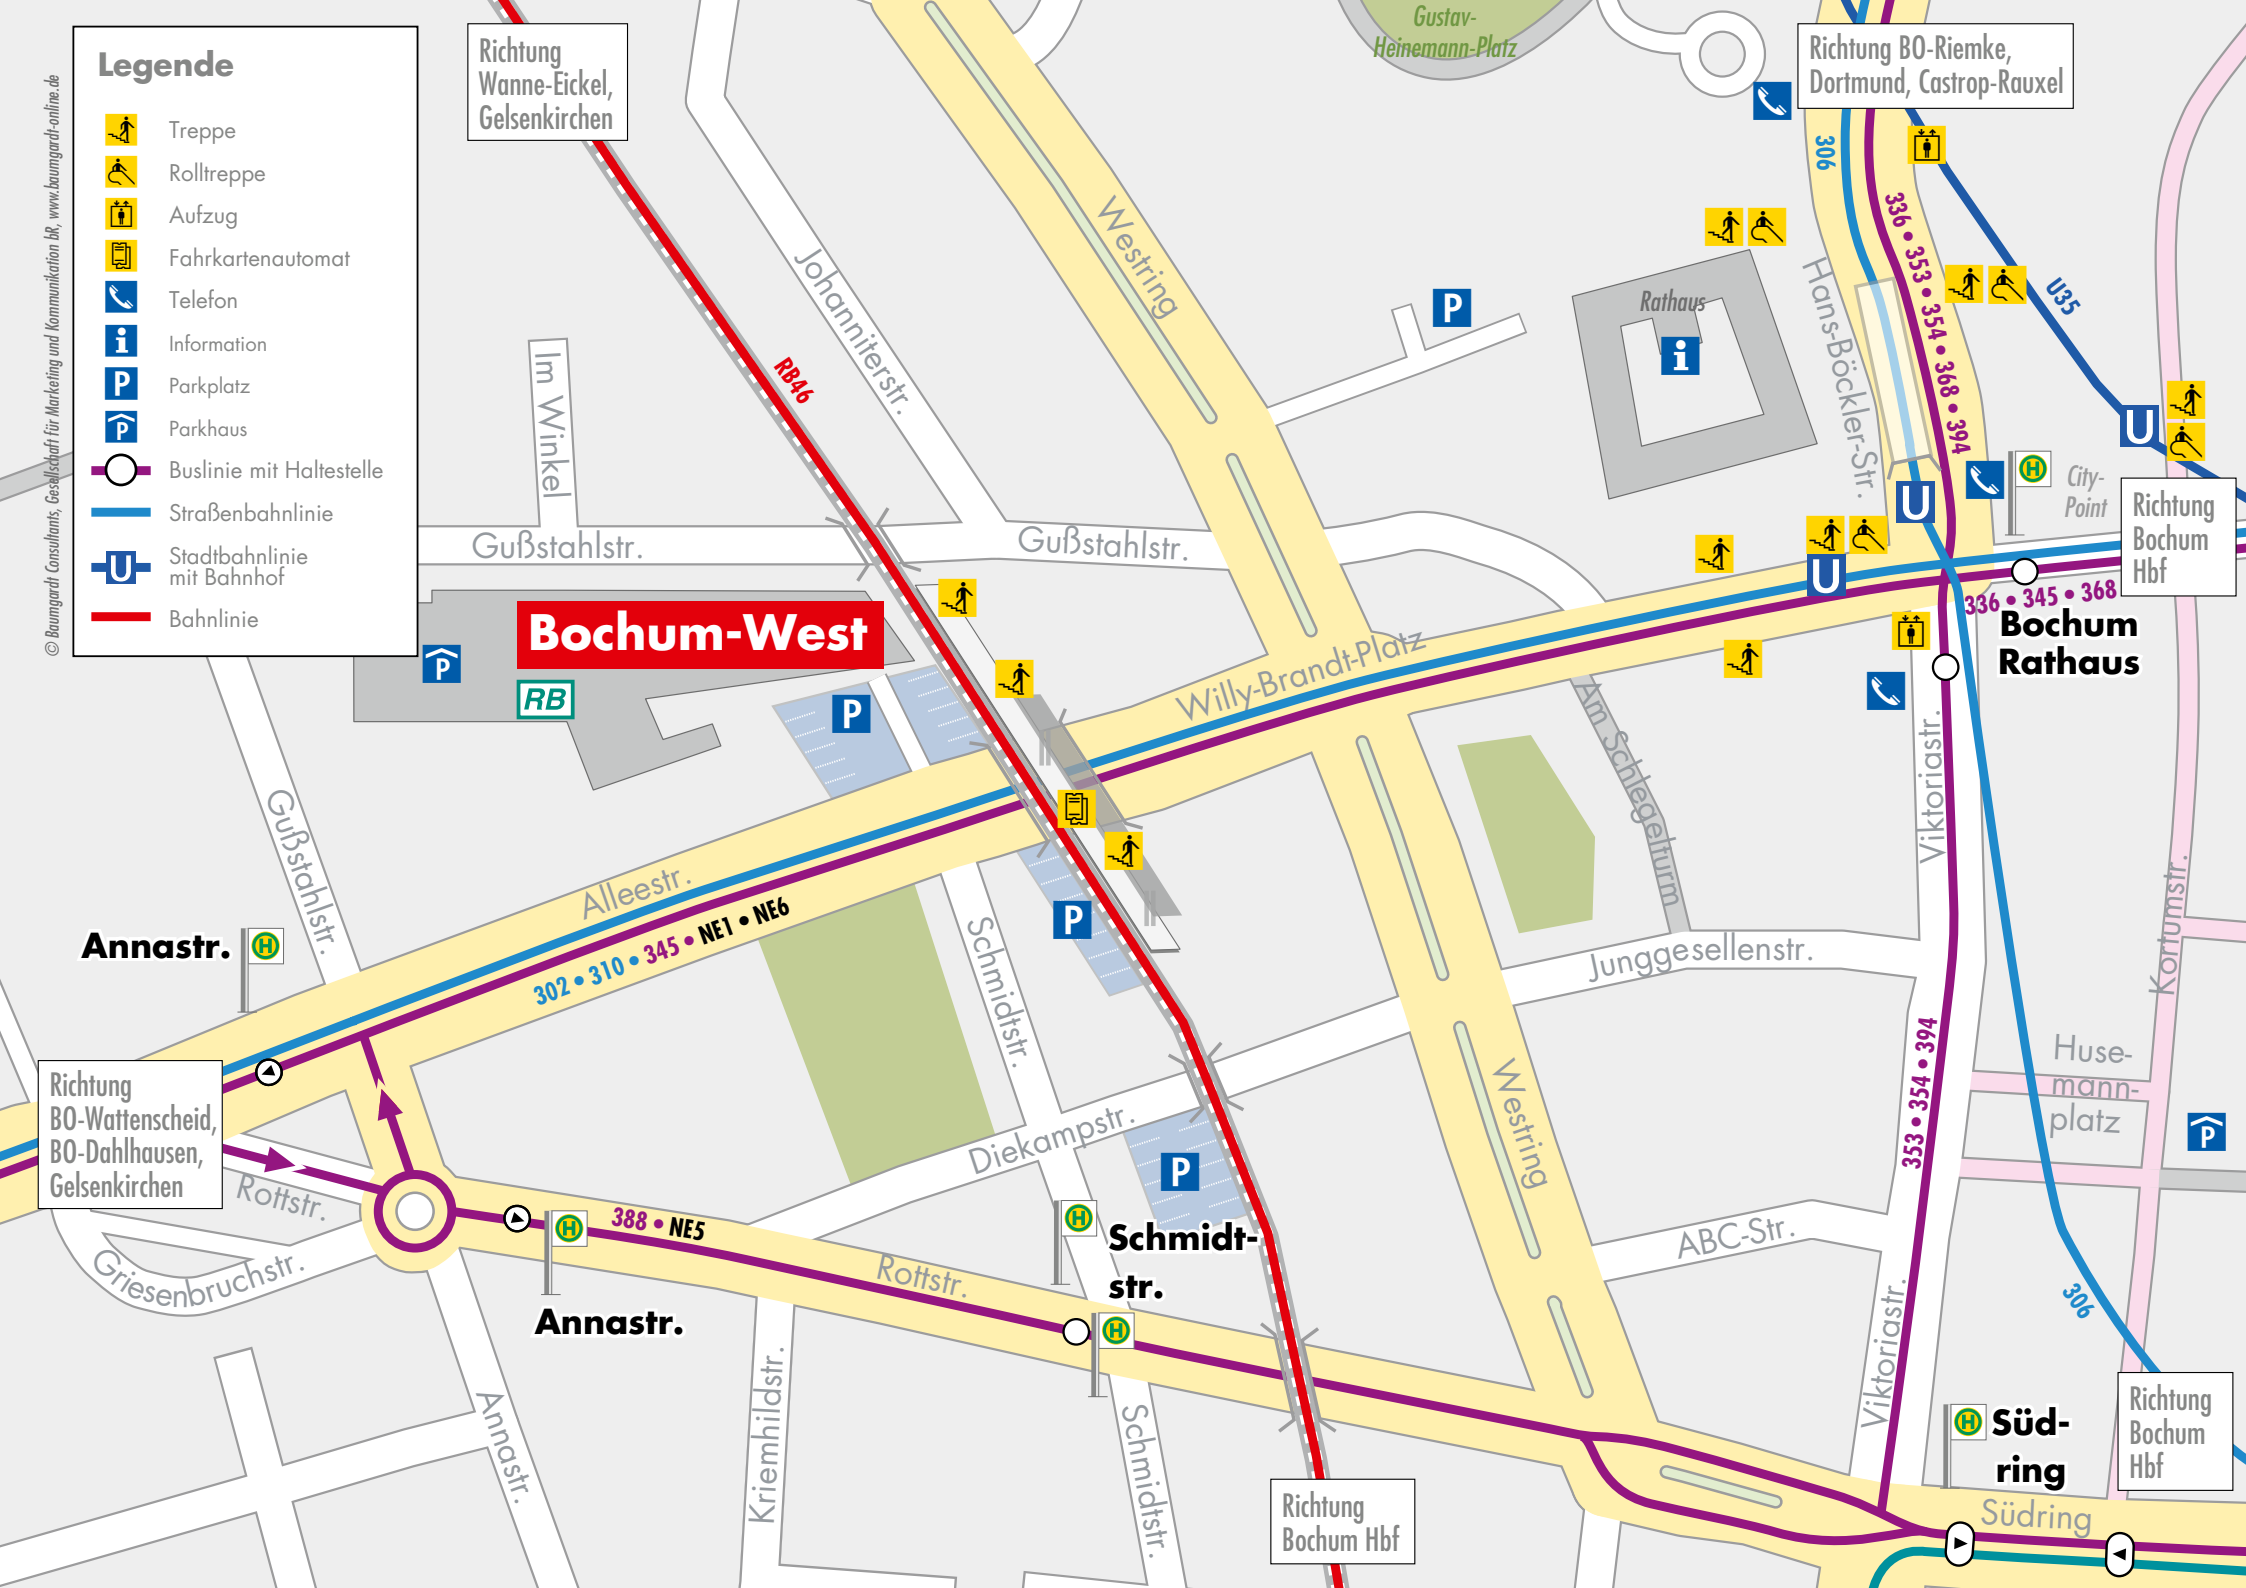 Legende
Treppe
Rolltreppe
Aufzug
Fahrkartenautomat
Telefon
i
Information
P
Parkplatz
P
Parkhaus
Buslinie mit Haltestelle
Straßenbahnlinie
U
Stadtbahnlinie
mit Bahnhof
Bahnlinie
© Baumgardt Consultants, Gesellschaft für Marketing und Kommunikation bR, www.baumgardt-online.de
Richtung
Wanne-Eickel,
Gelsenkirchen
Gustav-
Heinemann-Platz
Richtung BO-Riemke,
Dortmund, Castrop-Rauxel
306
336 • 353 • 354 • 368 • 394
U35
Westring
Johanniterstr.
Hans-Böckler-Str.
Rathaus
i
P
RB46
Im Winkel
U
U
H
City-
Point
Richtung
Bochum
Hbf
Gußstahlstr.
Gußstahlstr.
U
336 • 345 • 368
Bochum
Rathaus
Bochum-West
P
RB
P
Willy-Brandt-Platz
Am Schlegelturm
Viktoriastr.
Gußstahlstr.
Alleestr.
302 • 310 • 345 • NE1 • NE6
P
Schmidtstr.
Junggesellenstr.
Kortumstr.
Annastr.
H
353 • 354 • 394
Huse-
mann-
platz
P
Richtung
BO-Wattenscheid,
BO-Dahlhausen,
Gelsenkirchen
Westring
Diekampstr.
P
Rottstr.
Griesenbruchstr.
H
388 • NE5
Annastr.
Rottstr.
H
Schmidt-
str.
H
ABC-Str.
306
Viktoriastr.
Annastr.
Kriemhildstr.
Schmidtstr.
Richtung
Bochum Hbf
H
Süd-
ring
Richtung
Bochum
Hbf
Südring